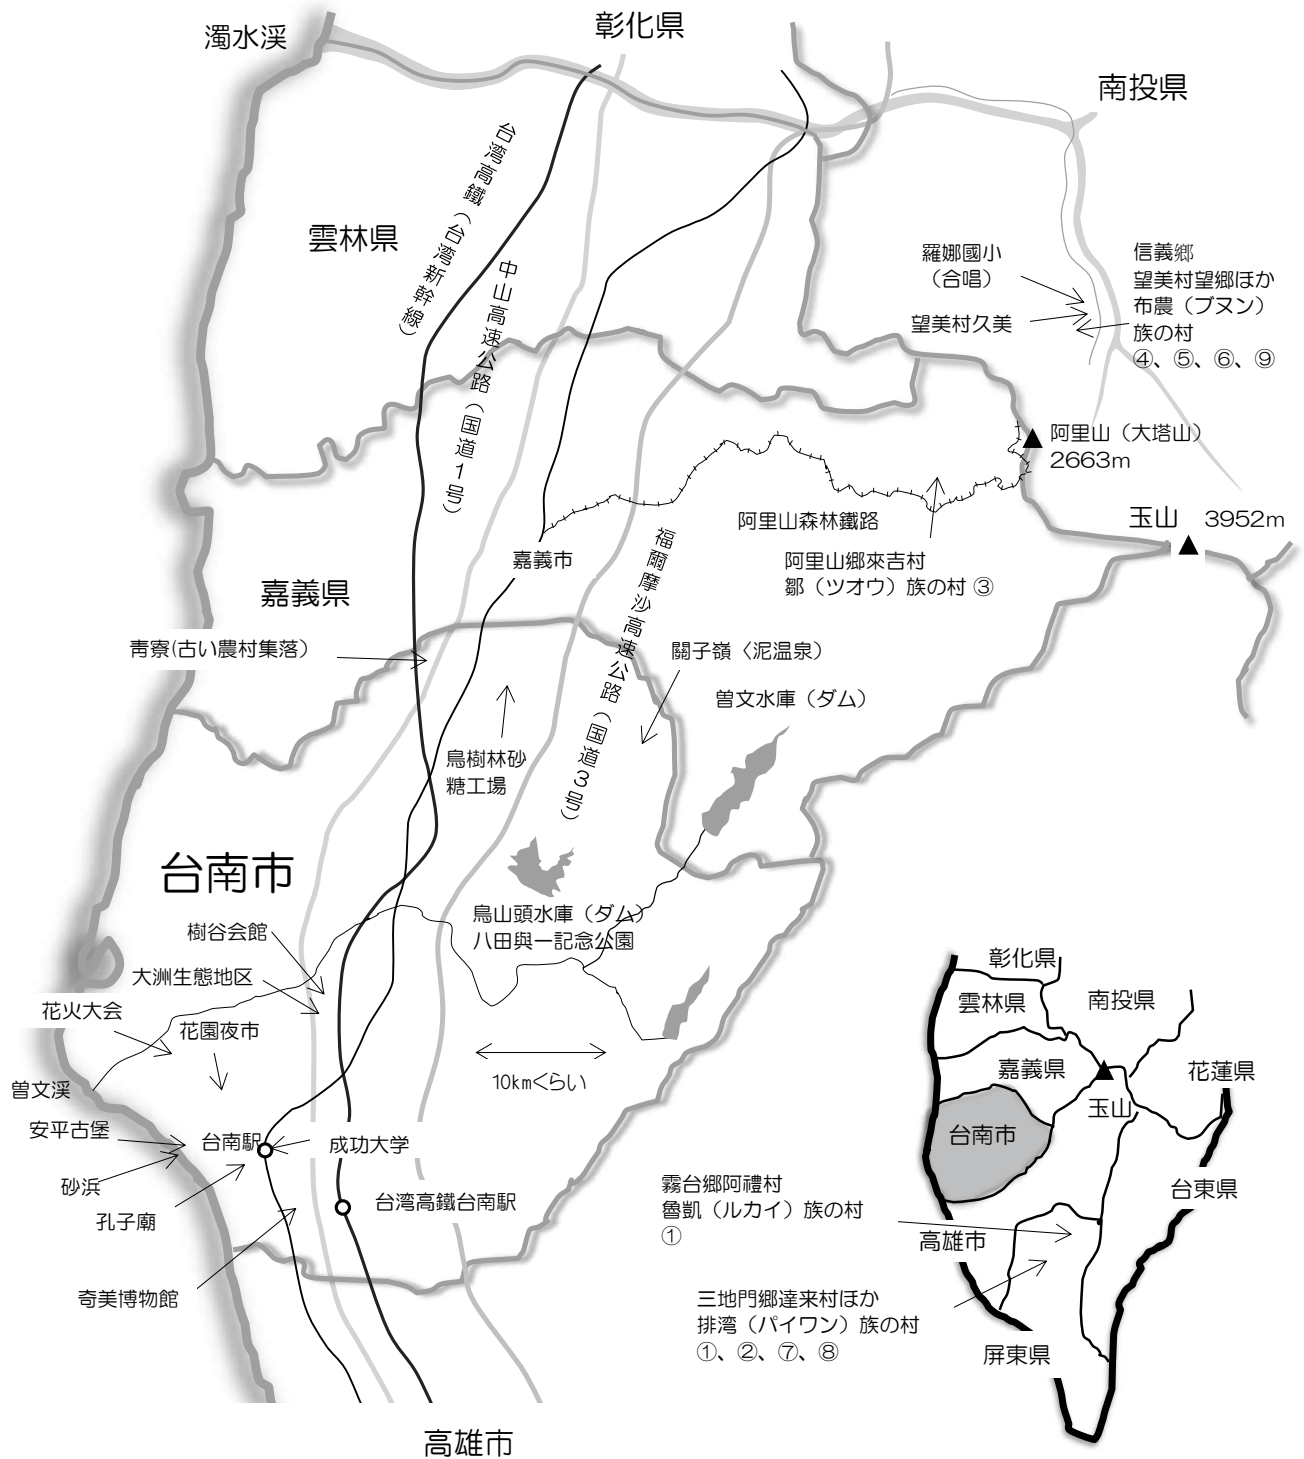 濁水渓
彰化県
南投県
台湾高鐵（台湾新幹線）
雲林県
中山高速公路（国道１号）
羅娜國小
（合唱）
望美村久美
信義郷
望美村望郷ほか
布農（ブヌン）
族の村
④、⑤、⑥、⑨
阿里山（大塔山）
2663m
玉山 3952m
阿里山森林鐵路
嘉義市
阿里山郷來吉村
鄒（ツオウ）族の村 ③
福爾摩沙高速公路（国道３号）
嘉義県
靑寮(古い農村集落）
關子嶺〈泥温泉）
曽文水庫（ダム）
烏樹林砂
糖工場
台南市
烏山頭水庫（ダム）
八田與一記念公園
樹谷会館
大洲生態地区
花火大会
花園夜市
10kmくらい
曽文渓
安平古堡
台南駅
成功大学
砂浜
孔子廟
台湾高鐵台南駅
奇美博物館
高雄市
霧台郷阿禮村
魯凱（ルカイ）族の村
①
三地門郷達来村ほか
排湾（パイワン）族の村
①、②、⑦、⑧
彰化県
雲林県
南投県
嘉義県
花蓮県
玉山
台南市
台東県
高雄市
屏東県